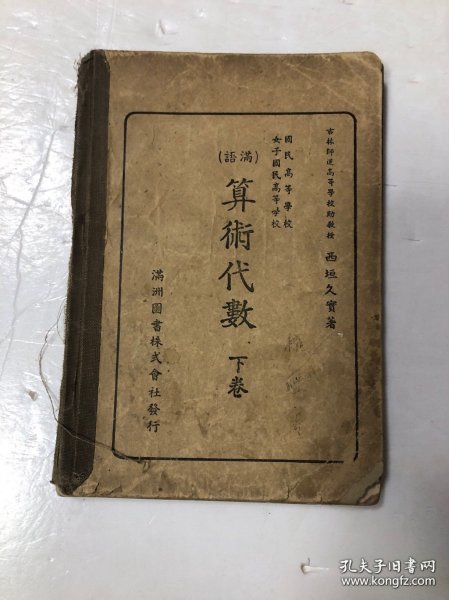 吉林師道高等學校助教授 西垣久實著
國民高等學校
女子國民高等學校
(滿語)
算術代數 下卷
滿洲圖書株式會社發行
孔夫子旧书网
www.kongfz.com